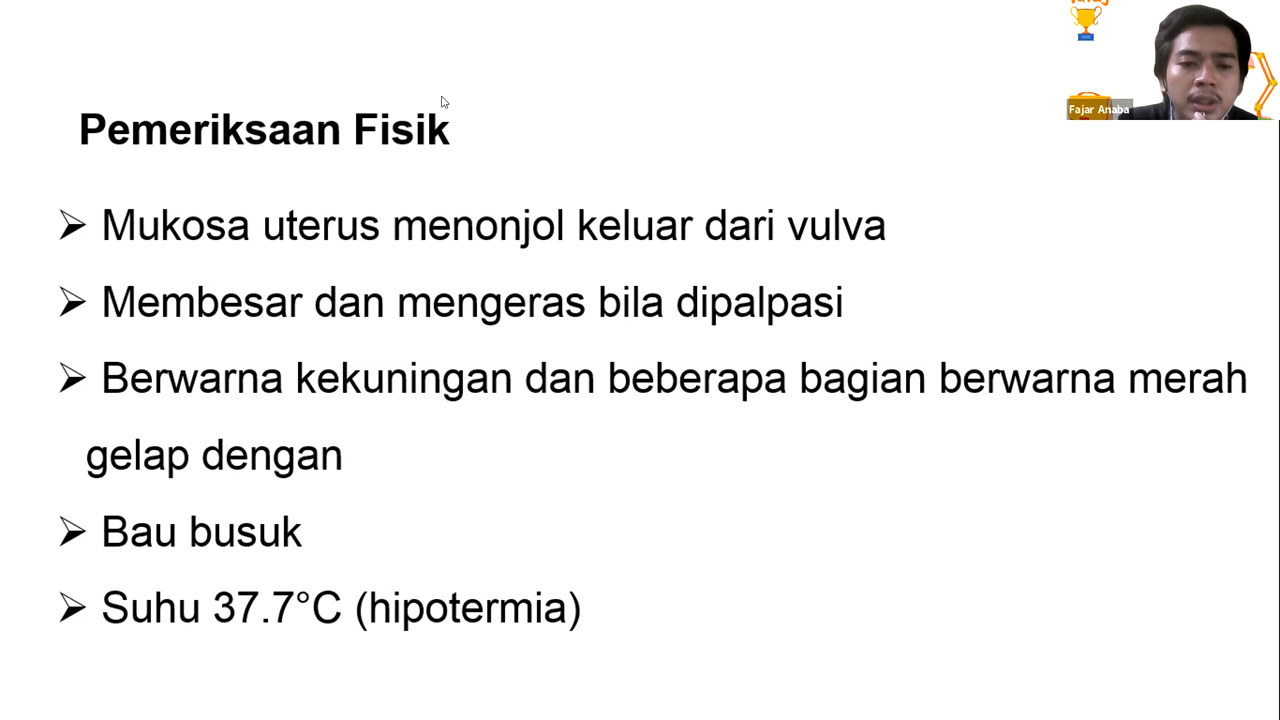 Pemeriksaan Fisik
Fajar Anaba
➢ Mukosa uterus menonjol keluar dari vulva
➢ Membesar dan mengeras bila dipalpasi
➢ Berwarna kekuningan dan beberapa bagian berwarna merah
gelap dengan
➢ Bau busuk
➢ Suhu 37.7°C (hipotermia)